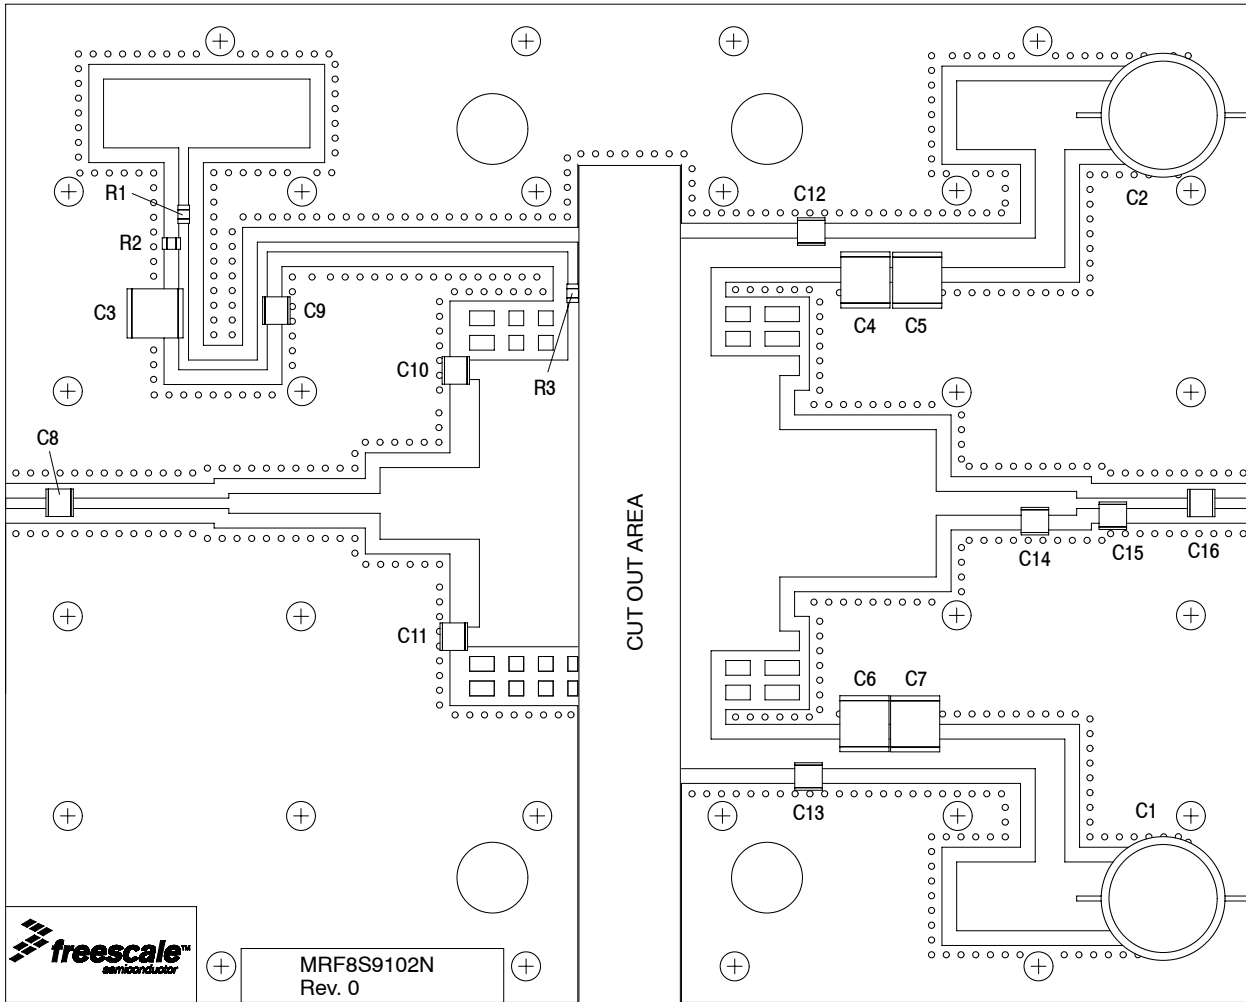 R1
C12
C2
R2
C3
C9
C4
C5
C10
R3
C8
CUT OUT AREA
C14
C15
C16
C11
C6
C7
C13
C1
freescale™
semiconductor
MRF8S9102N
Rev. 0